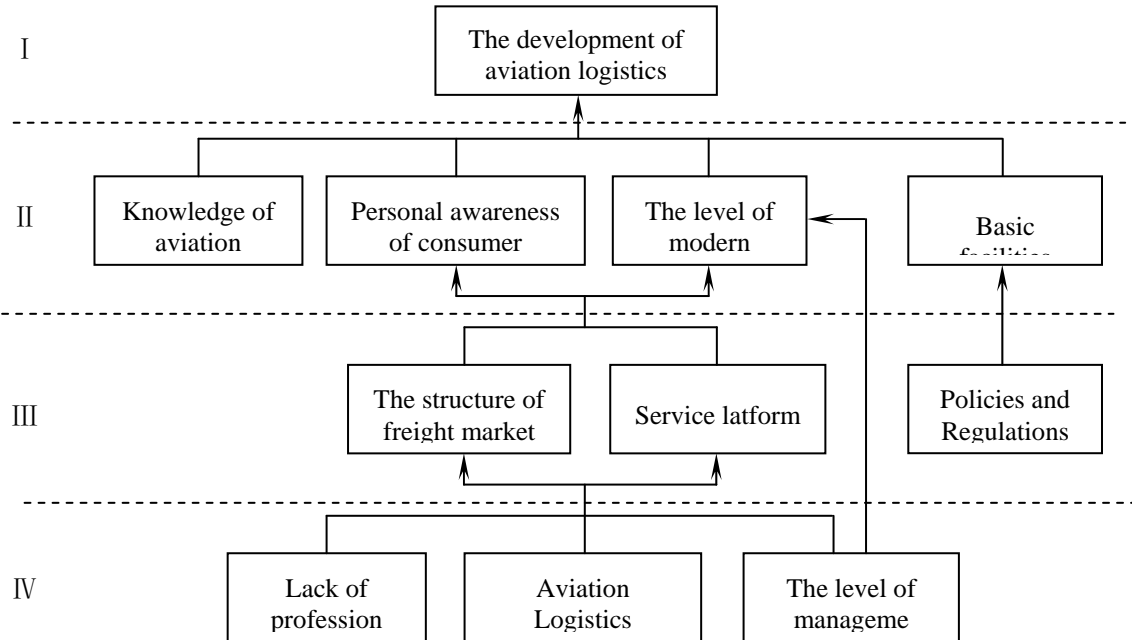 Ⅰ
The development of
aviation logistics
Ⅱ
Knowledge of
aviation
Personal awareness
of consumer
The level of
modern
Basic
facilities
Ⅲ
The structure of
freight market
Service latform
Policies and
Regulations
Ⅳ
Lack of
profession
Aviation
Logistics
The level of
manageme